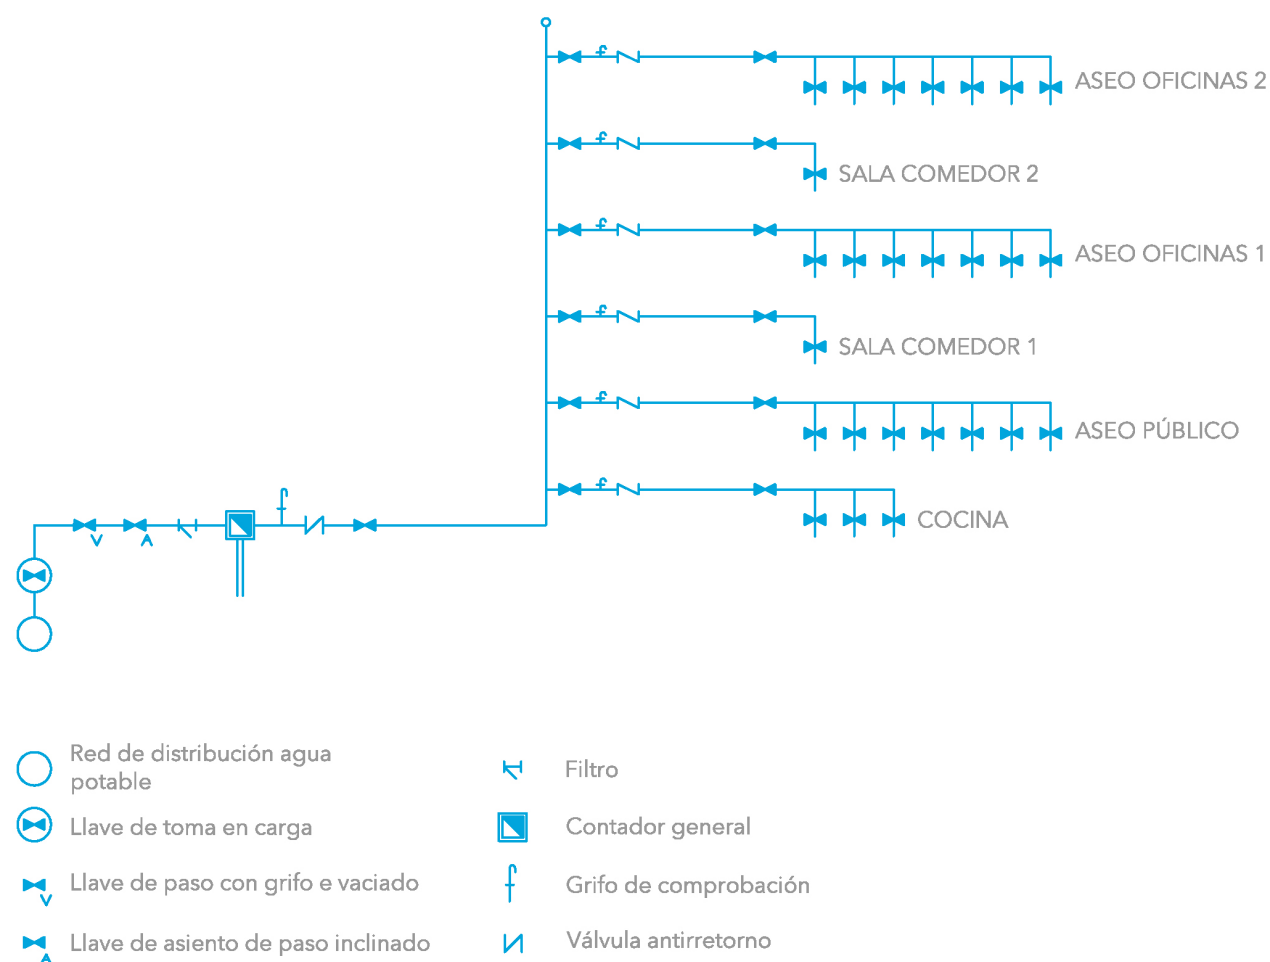 ASEO OFICINAS 2
SALA COMEDOR 2
ASEO OFICINAS 1
SALA COMEDOR 1
ASEO PÚBLICO
COCINA
Red de distribución agua
potable
Llave de toma en carga
Llave de paso con grifo e vaciado
Llave de asiento de paso inclinado
Filtro
Contador general
Grifo de comprobación
Válvula antirretorno